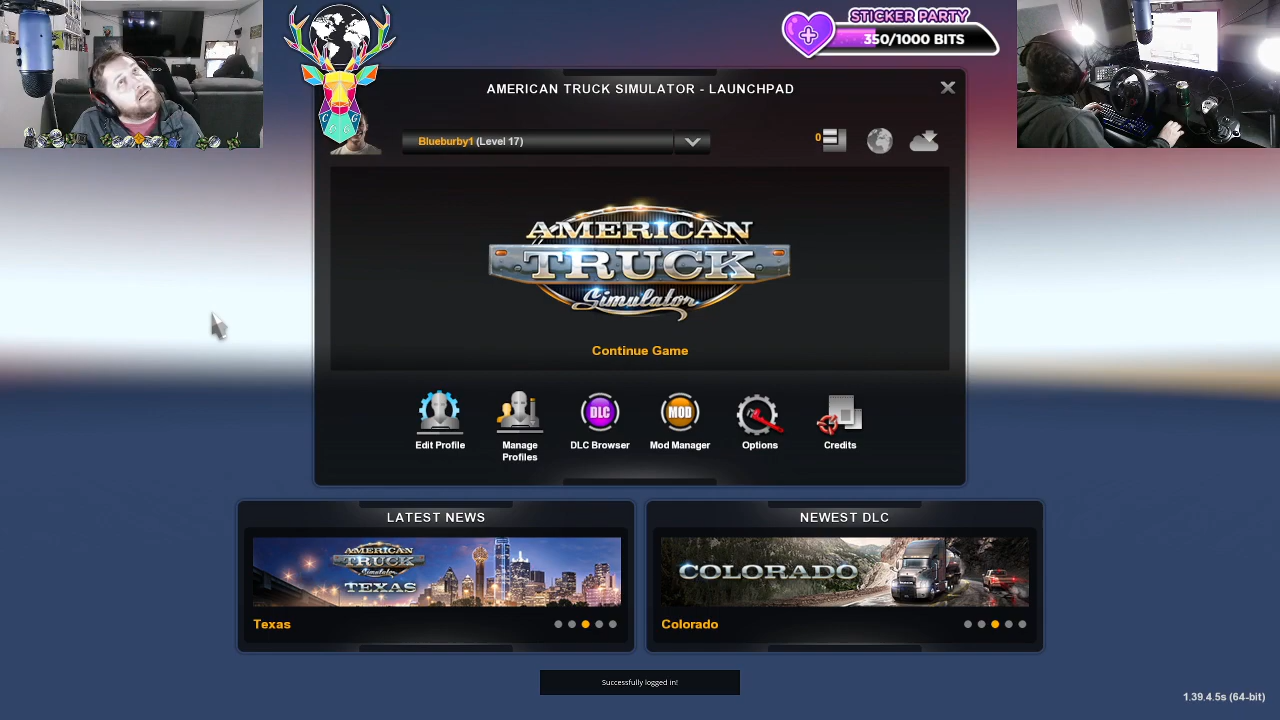 STICKER PARTY
350/1000 BITS
AMERICAN TRUCK SIMULATOR - LAUNCHPAD
Blueburby1 (Level 17)
0
AMERICAN
TRUCK
Simulator
Continue Game
Edit Profile
Manage
Profiles
DLC
DLC Browser
MOD
Mod Manager
Options
Credits
LATEST NEWS
AMERICAN
TRUCK
Simulator
TEXAS
Texas
NEWEST DLC
COLORADO
Colorado
Successfully logged in!
1.39.4.5s (64-bit)